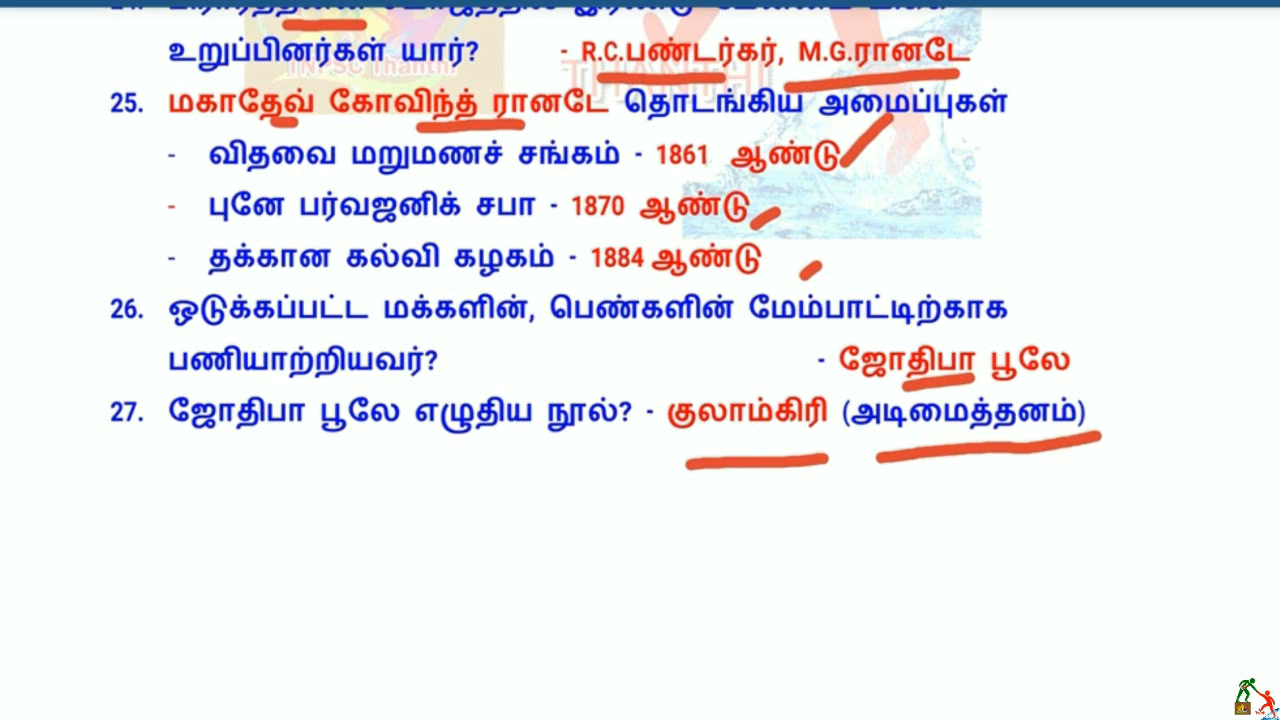 உறுப்பினர்கள் யார்? - R.C.பண்டர்கர், M.G.ரானடே
25. மகாதேவ் கோவிந்த் ரானடே தொடங்கிய அமைப்புகள்
- விதவை மறுமணச் சங்கம் - 1861 ஆண்டு
- புனே பர்வஜனிக் சபா - 1870 ஆண்டு
- தக்கான கல்வி கழகம் - 1884 ஆண்டு
26. ஒடுக்கப்பட்ட மக்களின், பெண்களின் மேம்பாட்டிற்காக
பணியாற்றியவர்? - ஜோதிபா பூலே
27. ஜோதிபா பூலே எழுதிய நூல்? - குலாம்கிரி (அடிமைத்தனம்)